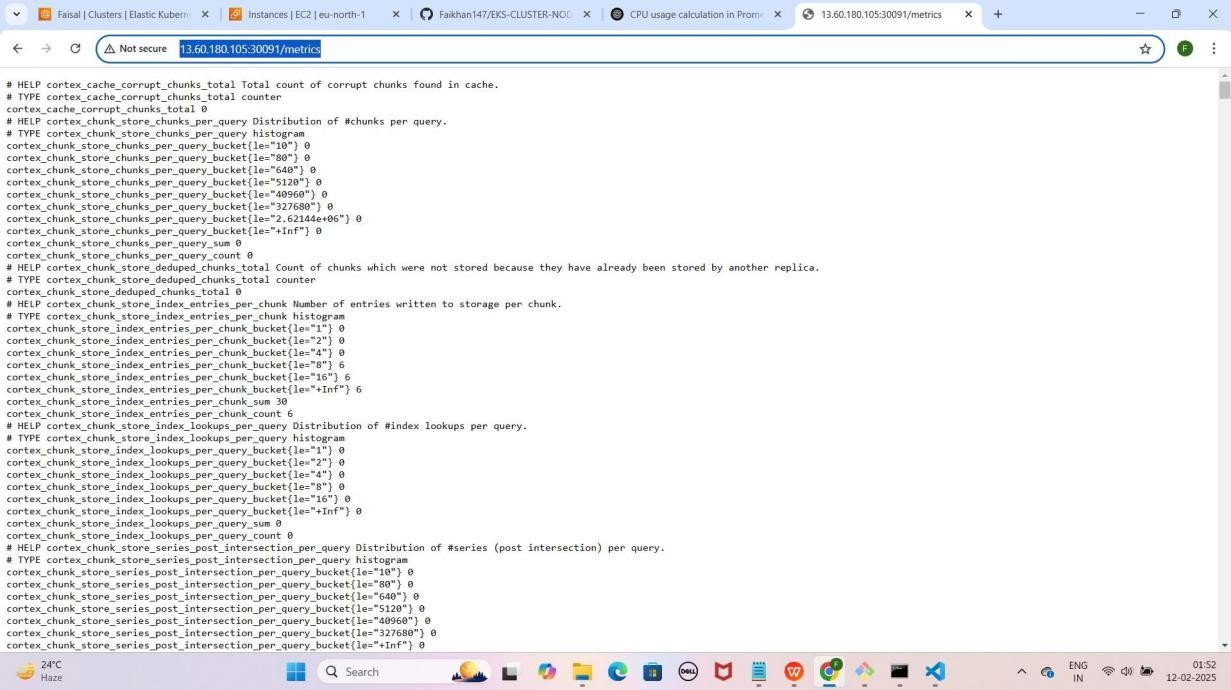 Faisal | Clusters | Elastic Kubern
Instances | EC2 | eu-north-1
Faikhan147/EKS-CLUSTER-NOD
CPU usage calculation in Prome
13.60.180.105:30091/metrics
Not secure
13.60.180.105:30091/metrics
F
# HELP cortex_cache_corrupt_chunks_total Total count of corrupt chunks found in cache.
# TYPE cortex_cache_corrupt_chunks_total counter
cortex_cache_corrupt_chunks_total 0
# HELP cortex_chunk_store_chunks_per_query Distribution of #chunks per query.
# TYPE cortex_chunk_store_chunks_per_query histogram
cortex_chunk_store_chunks_per_query_bucket{le="10"} 0
cortex_chunk_store_chunks_per_query_bucket{le="80"} 0
cortex_chunk_store_chunks_per_query_bucket{le="640"} 0
cortex_chunk_store_chunks_per_query_bucket{le="5120"} 0
cortex_chunk_store_chunks_per_query_bucket{le="40960"} 0
cortex_chunk_store_chunks_per_query_bucket{le="327680"} 0
cortex_chunk_store_chunks_per_query_bucket{le="2.62144e+06"} 0
cortex_chunk_store_chunks_per_query_bucket{le="+Inf"} 0
cortex_chunk_store_chunks_per_query_sum 0
cortex_chunk_store_chunks_per_query_count 0
# HELP cortex_chunk_store_deduped_chunks_total Count of chunks which were not stored because they have already been stored by another replica.
# TYPE cortex_chunk_store_deduped_chunks_total counter
cortex_chunk_store_deduped_chunks_total 0
# HELP cortex_chunk_store_index_entries_per_chunk Number of entries written to storage per chunk.
# TYPE cortex_chunk_store_index_entries_per_chunk histogram
cortex_chunk_store_index_entries_per_chunk_bucket{le="1"} 0
cortex_chunk_store_index_entries_per_chunk_bucket{le="2"} 0
cortex_chunk_store_index_entries_per_chunk_bucket{le="4"} 0
cortex_chunk_store_index_entries_per_chunk_bucket{le="8"} 6
cortex_chunk_store_index_entries_per_chunk_bucket{le="16"} 6
cortex_chunk_store_index_entries_per_chunk_bucket{le="+Inf"} 6
cortex_chunk_store_index_entries_per_chunk_sum 30
cortex_chunk_store_index_entries_per_chunk_count 6
# HELP cortex_chunk_store_index_lookups_per_query Distribution of #index lookups per query.
# TYPE cortex_chunk_store_index_lookups_per_query histogram
cortex_chunk_store_index_lookups_per_query_bucket{le="1"} 0
cortex_chunk_store_index_lookups_per_query_bucket{le="2"} 0
cortex_chunk_store_index_lookups_per_query_bucket{le="4"} 0
cortex_chunk_store_index_lookups_per_query_bucket{le="8"} 0
cortex_chunk_store_index_lookups_per_query_bucket{le="16"} 0
cortex_chunk_store_index_lookups_per_query_bucket{le="+Inf"} 0
cortex_chunk_store_index_lookups_per_query_sum 0
cortex_chunk_store_index_lookups_per_query_count 0
# HELP cortex_chunk_store_series_post_intersection_per_query Distribution of #series (post intersection) per query.
# TYPE cortex_chunk_store_series_post_intersection_per_query histogram
cortex_chunk_store_series_post_intersection_per_query_bucket{le="10"} 0
cortex_chunk_store_series_post_intersection_per_query_bucket{le="80"} 0
cortex_chunk_store_series_post_intersection_per_query_bucket{le="640"} 0
cortex_chunk_store_series_post_intersection_per_query_bucket{le="5120"} 0
cortex_chunk_store_series_post_intersection_per_query_bucket{le="40960"} 0
cortex_chunk_store_series_post_intersection_per_query_bucket{le="327680"} 0
cortex_chunk_store_series_post_intersection_per_query_bucket{le="+Inf"} 0
24°C
Haze
Search
DELL
F
ENG
IN
01:52
12-02-2025